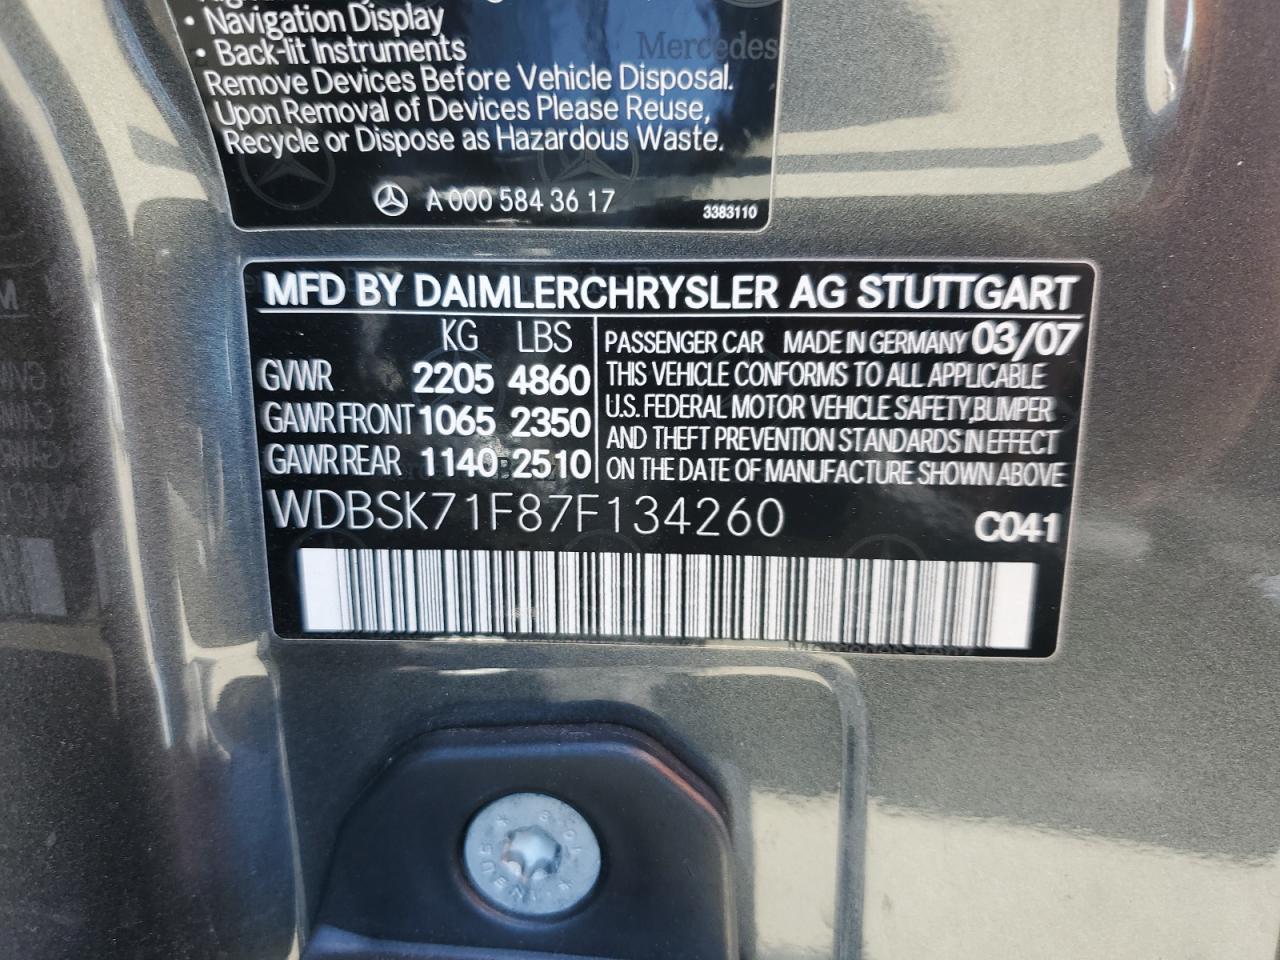 • Navigation Display
• Back-lit Instruments
Remove Devices Before Vehicle Disposal.
Upon Removal of Devices Please Reuse,
Recycle or Dispose as Hazardous Waste.
A 000 584 36 17
3383110
Mercedes
MFD BY DAIMLERCHRYSLER AG STUTTGART
KG LBS
GVWR 2205 4860
GAWR FRONT 1065 2350
GAWR REAR 1140 2510
PASSENGER CAR MADE IN GERMANY 03/07
THIS VEHICLE CONFORMS TO ALL APPLICABLE
U.S. FEDERAL MOTOR VEHICLE SAFETY,BUMPER
AND THEFT PREVENTION STANDARDS IN EFFECT
ON THE DATE OF MANUFACTURE SHOWN ABOVE
WDBSK71F87F134260
C041